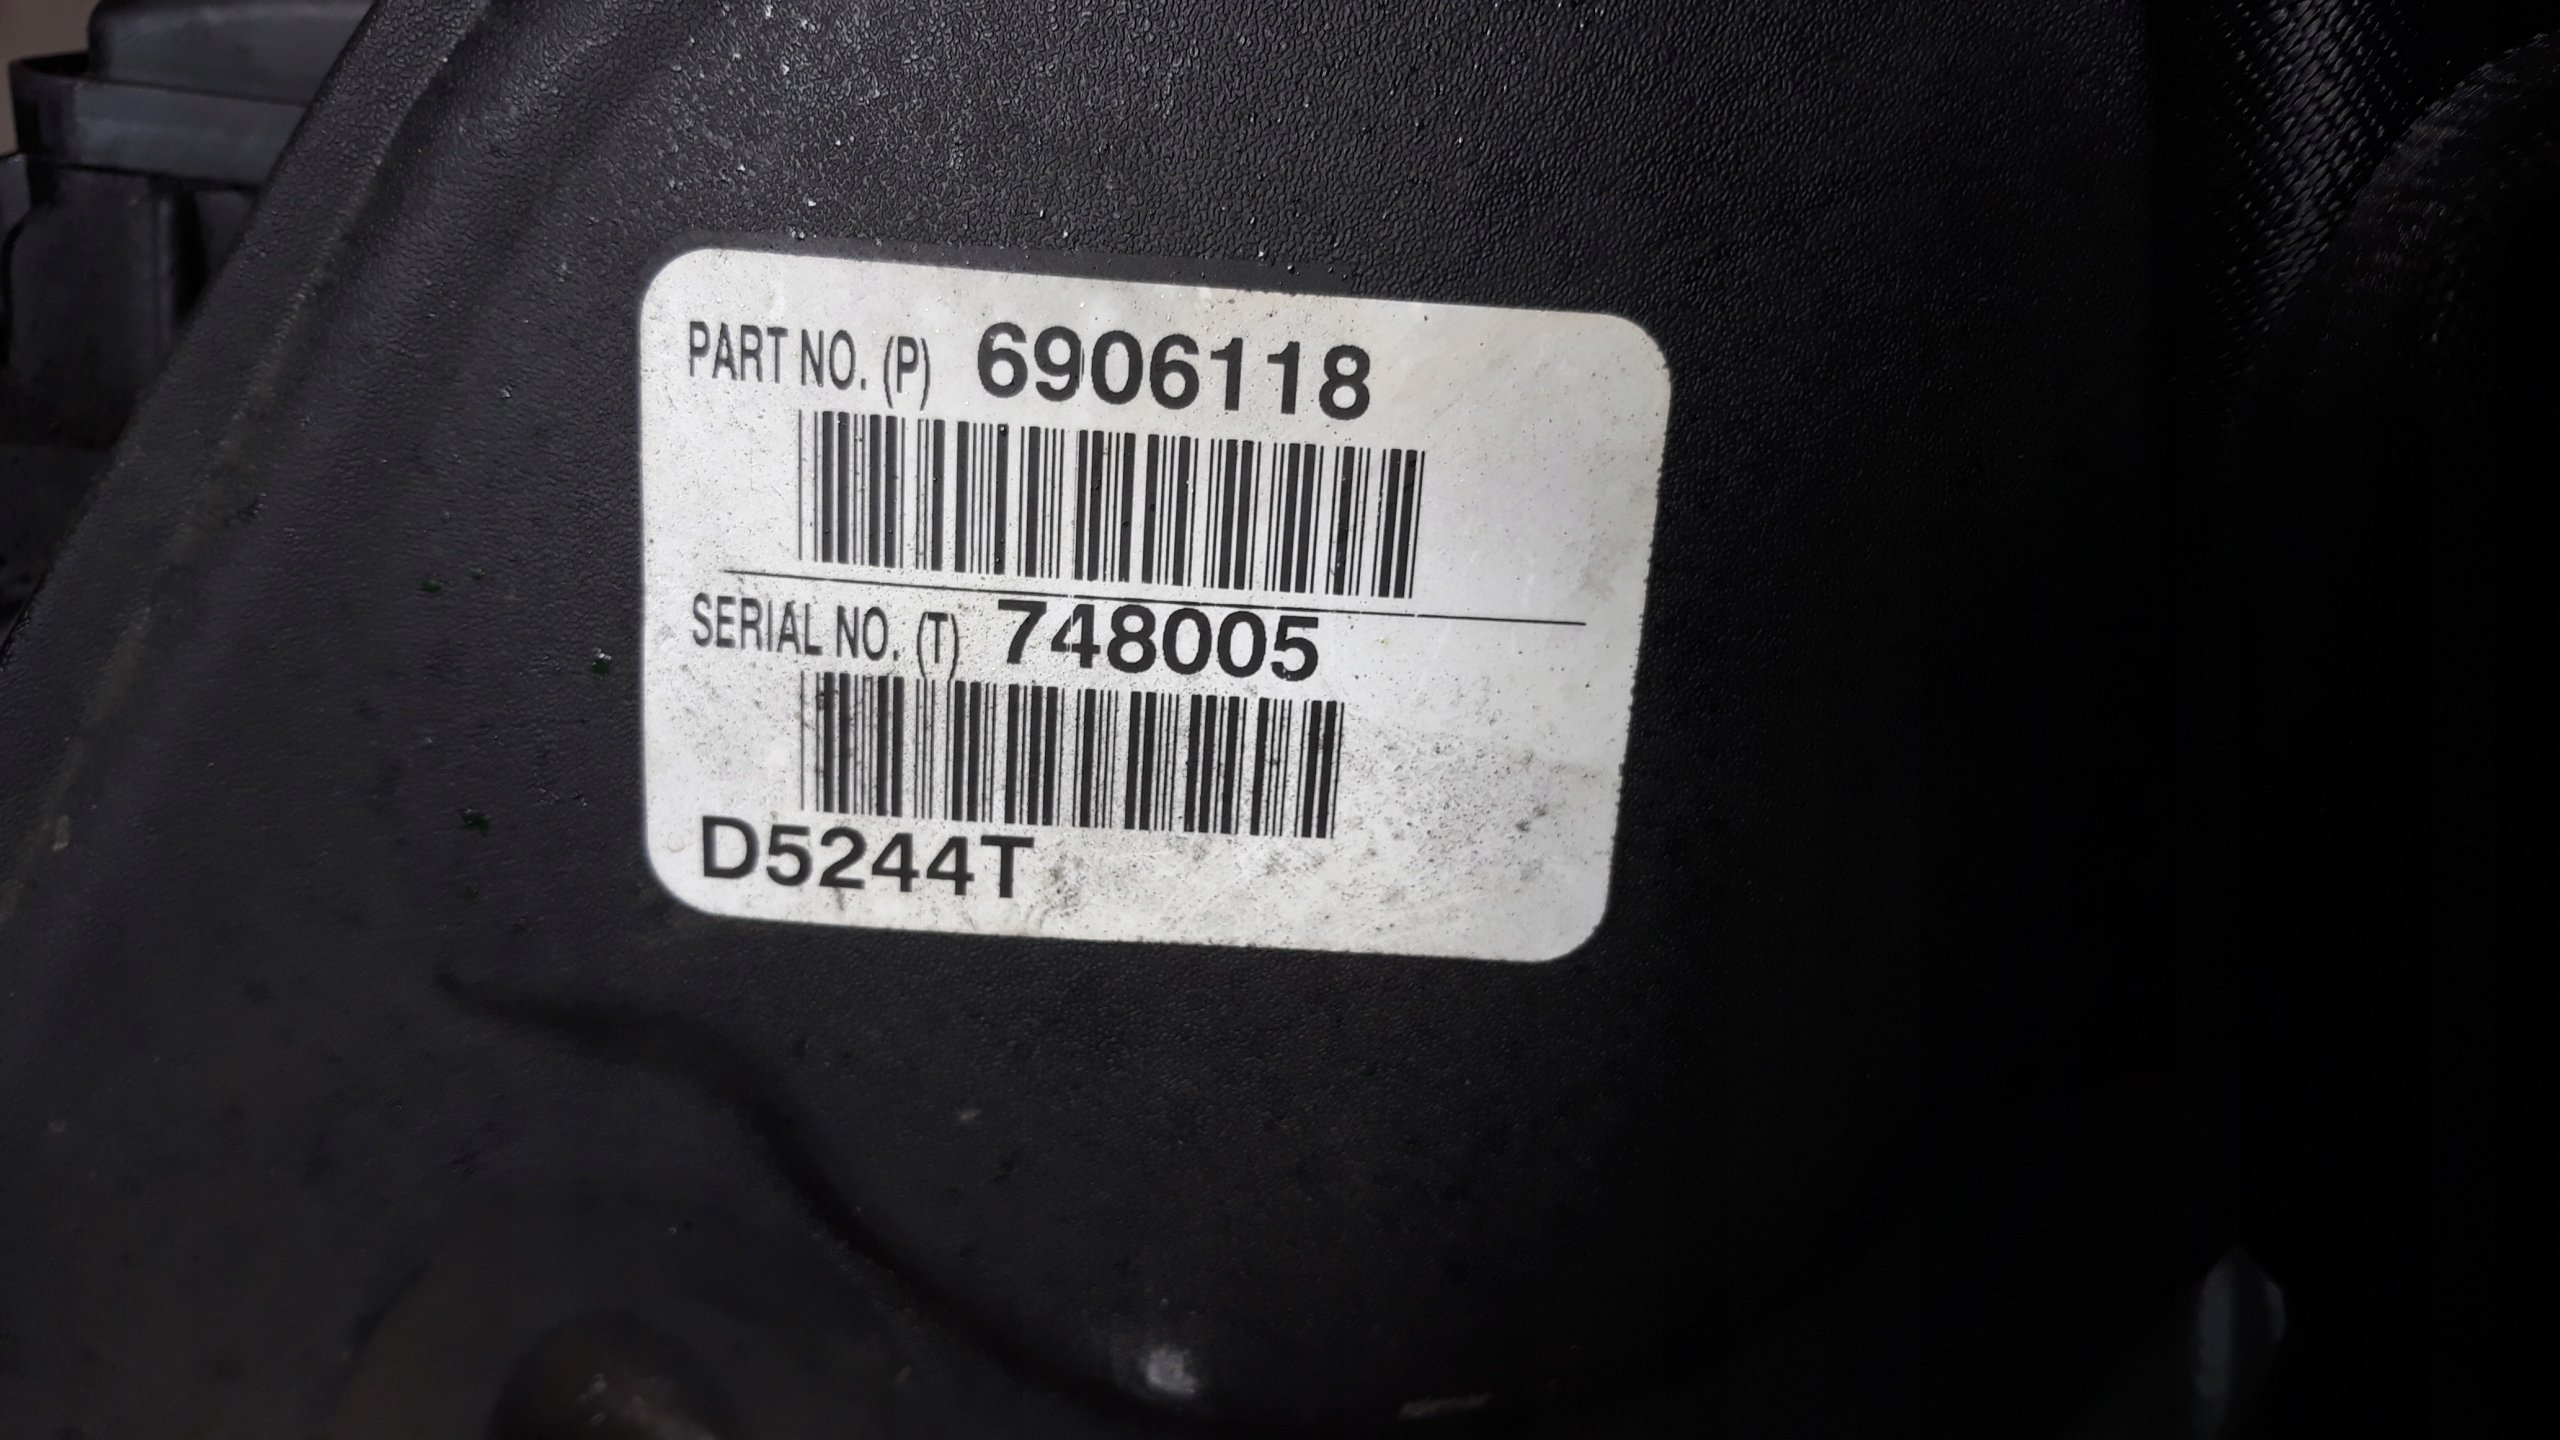 PART NO. (P) 6906118
SERIAL NO. (T) 748005
D5244T